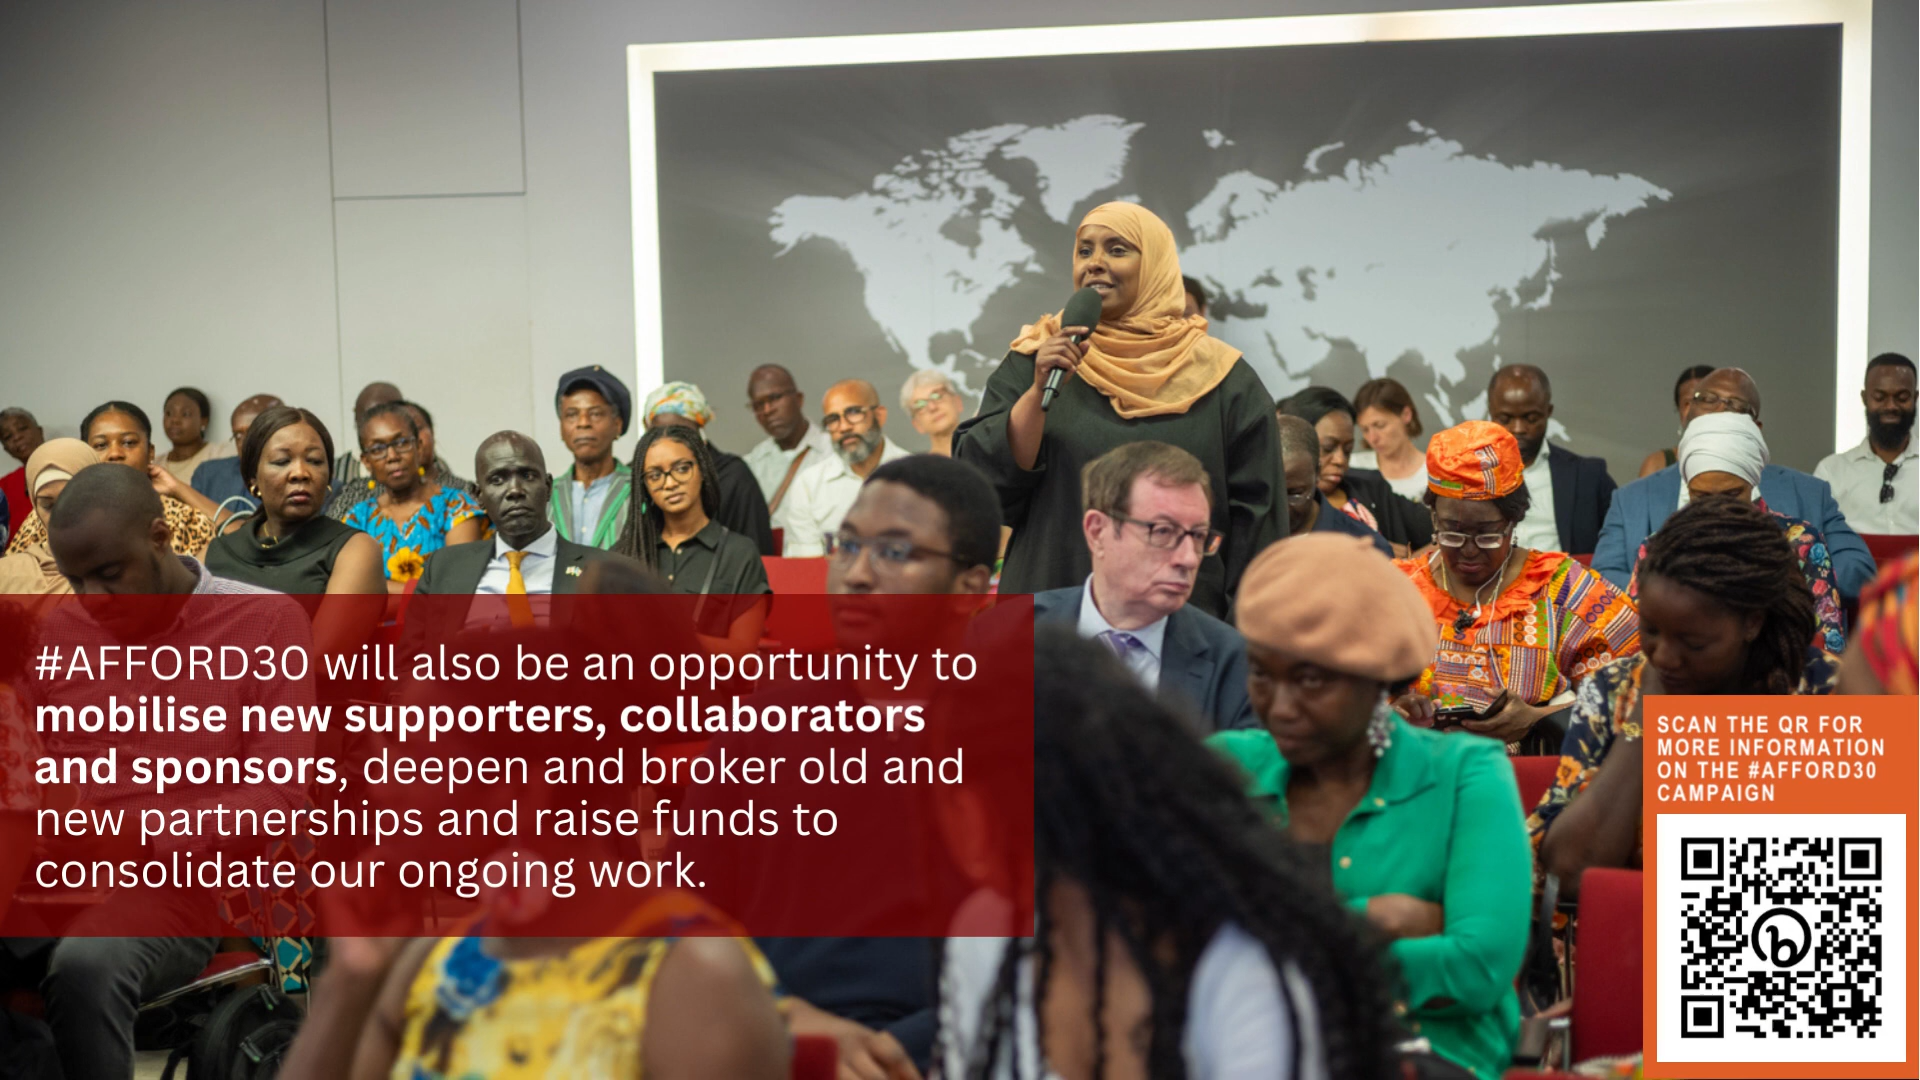 #AFFORD30 will also be an opportunity to
mobilise new supporters, collaborators
and sponsors, deepen and broker old and
new partnerships and raise funds to
consolidate our ongoing work.
SCAN THE QR FOR
MORE INFORMATION
ON THE #AFFORD30
CAMPAIGN